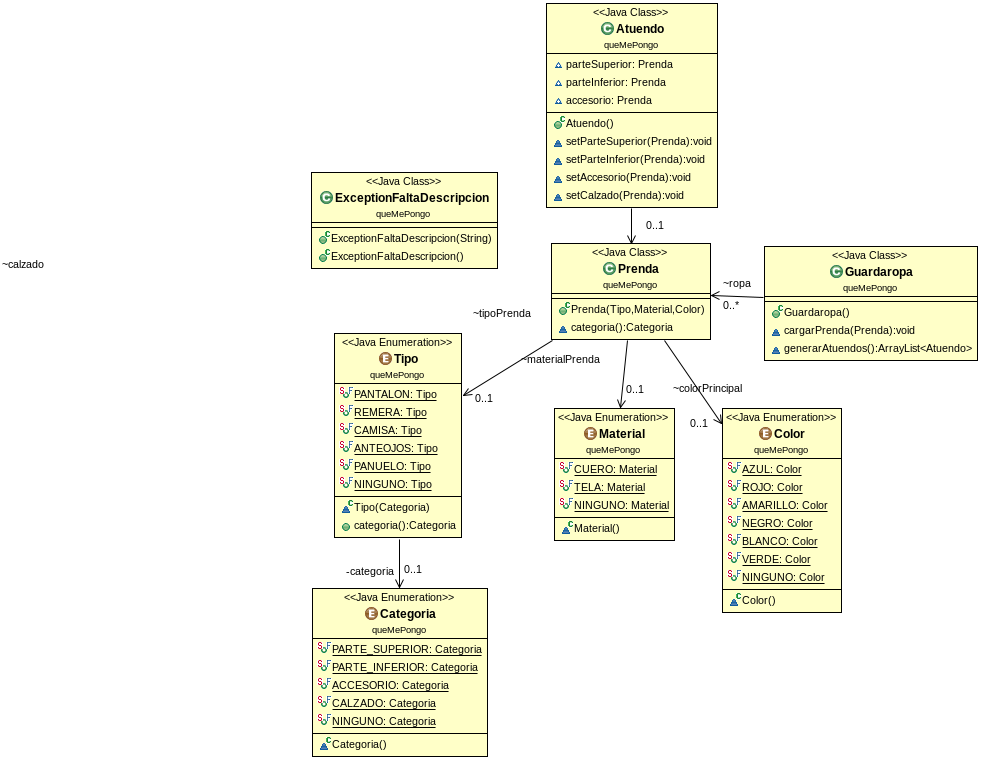 <<Java Class>>
Atuendo
queMePongo
parteSuperior: Prenda
parteInferior: Prenda
accesorio: Prenda
Atuendo()
setParteSuperior(Prenda):void
setParteInferior(Prenda):void
setAccesorio(Prenda):void
setCalzado(Prenda):void
<<Java Class>>
ExceptionFaltaDescripcion
queMePongo
ExceptionFaltaDescripcion(String)
ExceptionFaltaDescripcion()
~calzado
0..1
<<Java Class>>
Prenda
queMePongo
Prenda(Tipo,Material,Color)
categoria():Categoria
~ropa
0..*
<<Java Class>>
Guardaropa
queMePongo
Guardaropa()
cargarPrenda(Prenda):void
generarAtuendos():ArrayList<Atuendo>
~tipoPrenda
0..1
~materialPrenda
0..1
~colorPrincipal
0..1
<<Java Enumeration>>
Tipo
queMePongo
PANTALON: Tipo
REMERA: Tipo
CAMISA: Tipo
ANTEOJOS: Tipo
PANUELO: Tipo
NINGUNO: Tipo
Tipo(Categoria)
categoria():Categoria
<<Java Enumeration>>
Material
queMePongo
CUERO: Material
TELA: Material
NINGUNO: Material
Material()
<<Java Enumeration>>
Color
queMePongo
AZUL: Color
ROJO: Color
AMARILLO: Color
NEGRO: Color
BLANCO: Color
VERDE: Color
NINGUNO: Color
Color()
-categoria
0..1
<<Java Enumeration>>
Categoria
queMePongo
PARTE_SUPERIOR: Categoria
PARTE_INFERIOR: Categoria
ACCESORIO: Categoria
CALZADO: Categoria
NINGUNO: Categoria
Categoria()